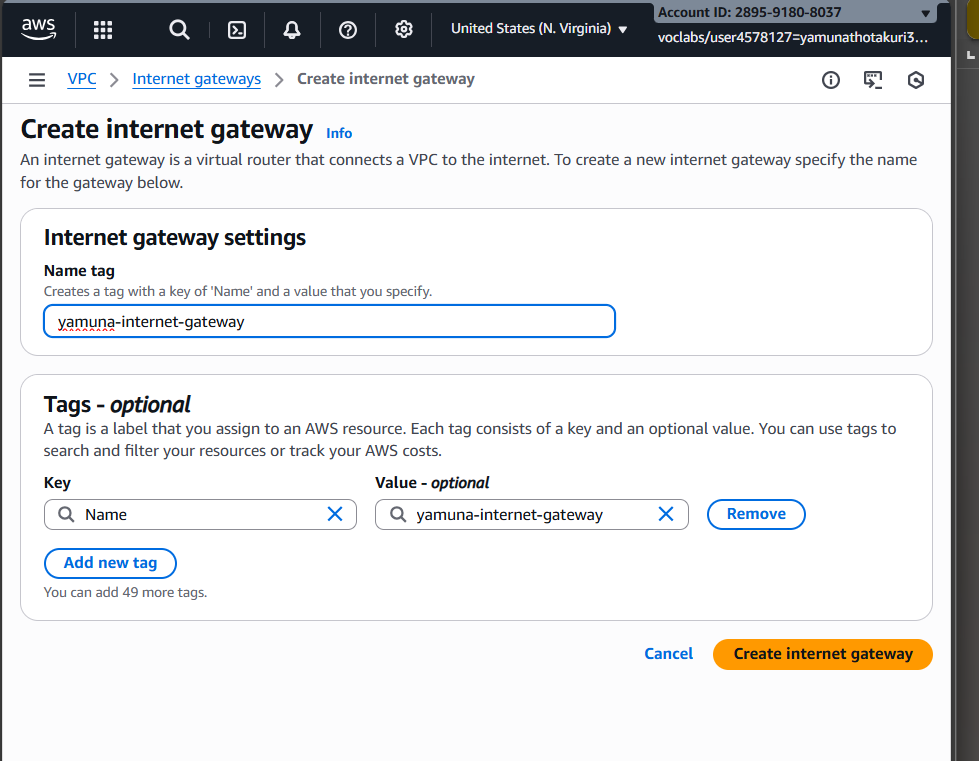 aws
United States (N. Virginia)
Account ID: 2895-9180-8037
voclabs/user4578127=yamunathotakuri3...
VPC
Internet gateways
Create internet gateway
Create internet gateway
Info
An internet gateway is a virtual router that connects a VPC to the internet. To create a new internet gateway specify the name
for the gateway below.
Internet gateway settings
Name tag
Creates a tag with a key of 'Name' and a value that you specify.
yamuna-internet-gateway
Tags - optional
A tag is a label that you assign to an AWS resource. Each tag consists of a key and an optional value. You can use tags to
search and filter your resources or track your AWS costs.
Key
Value - optional
Name
yamuna-internet-gateway
Remove
Add new tag
You can add 49 more tags.
Cancel
Create internet gateway